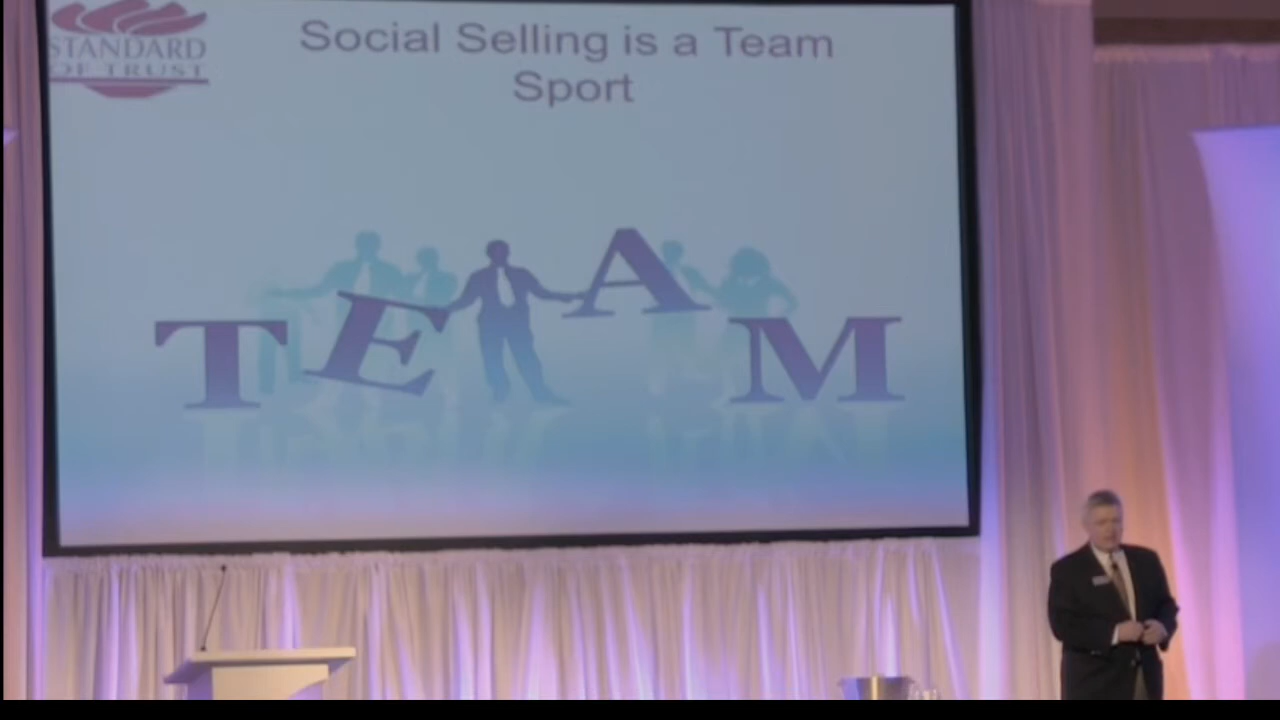 STANDARD
OF TRUST
Social Selling is a Team
Sport
TEAM